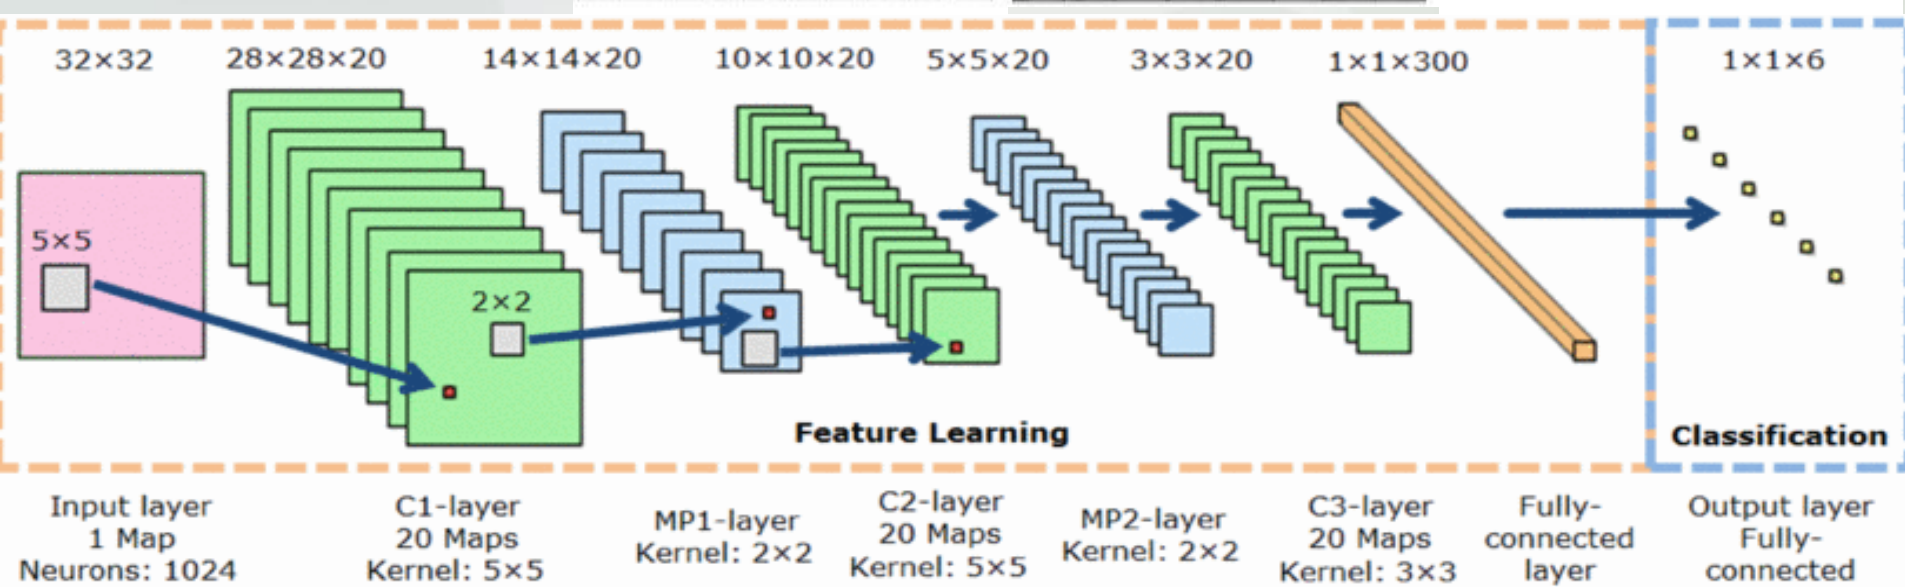 32×32
28×28×20
14×14×20
10×10×20
5×5×20
3×3×20
1×1×300
1×1×6
5×5
2×2
Feature Learning
Classification
Input layer
1 Map
Neurons: 1024
C1-layer
20 Maps
Kernel: 5×5
MP1-layer
Kernel: 2×2
C2-layer
20 Maps
Kernel: 5×5
MP2-layer
Kernel: 2×2
C3-layer
20 Maps
Kernel: 3×3
Fully-
connected
layer
Output layer
Fully-
connected